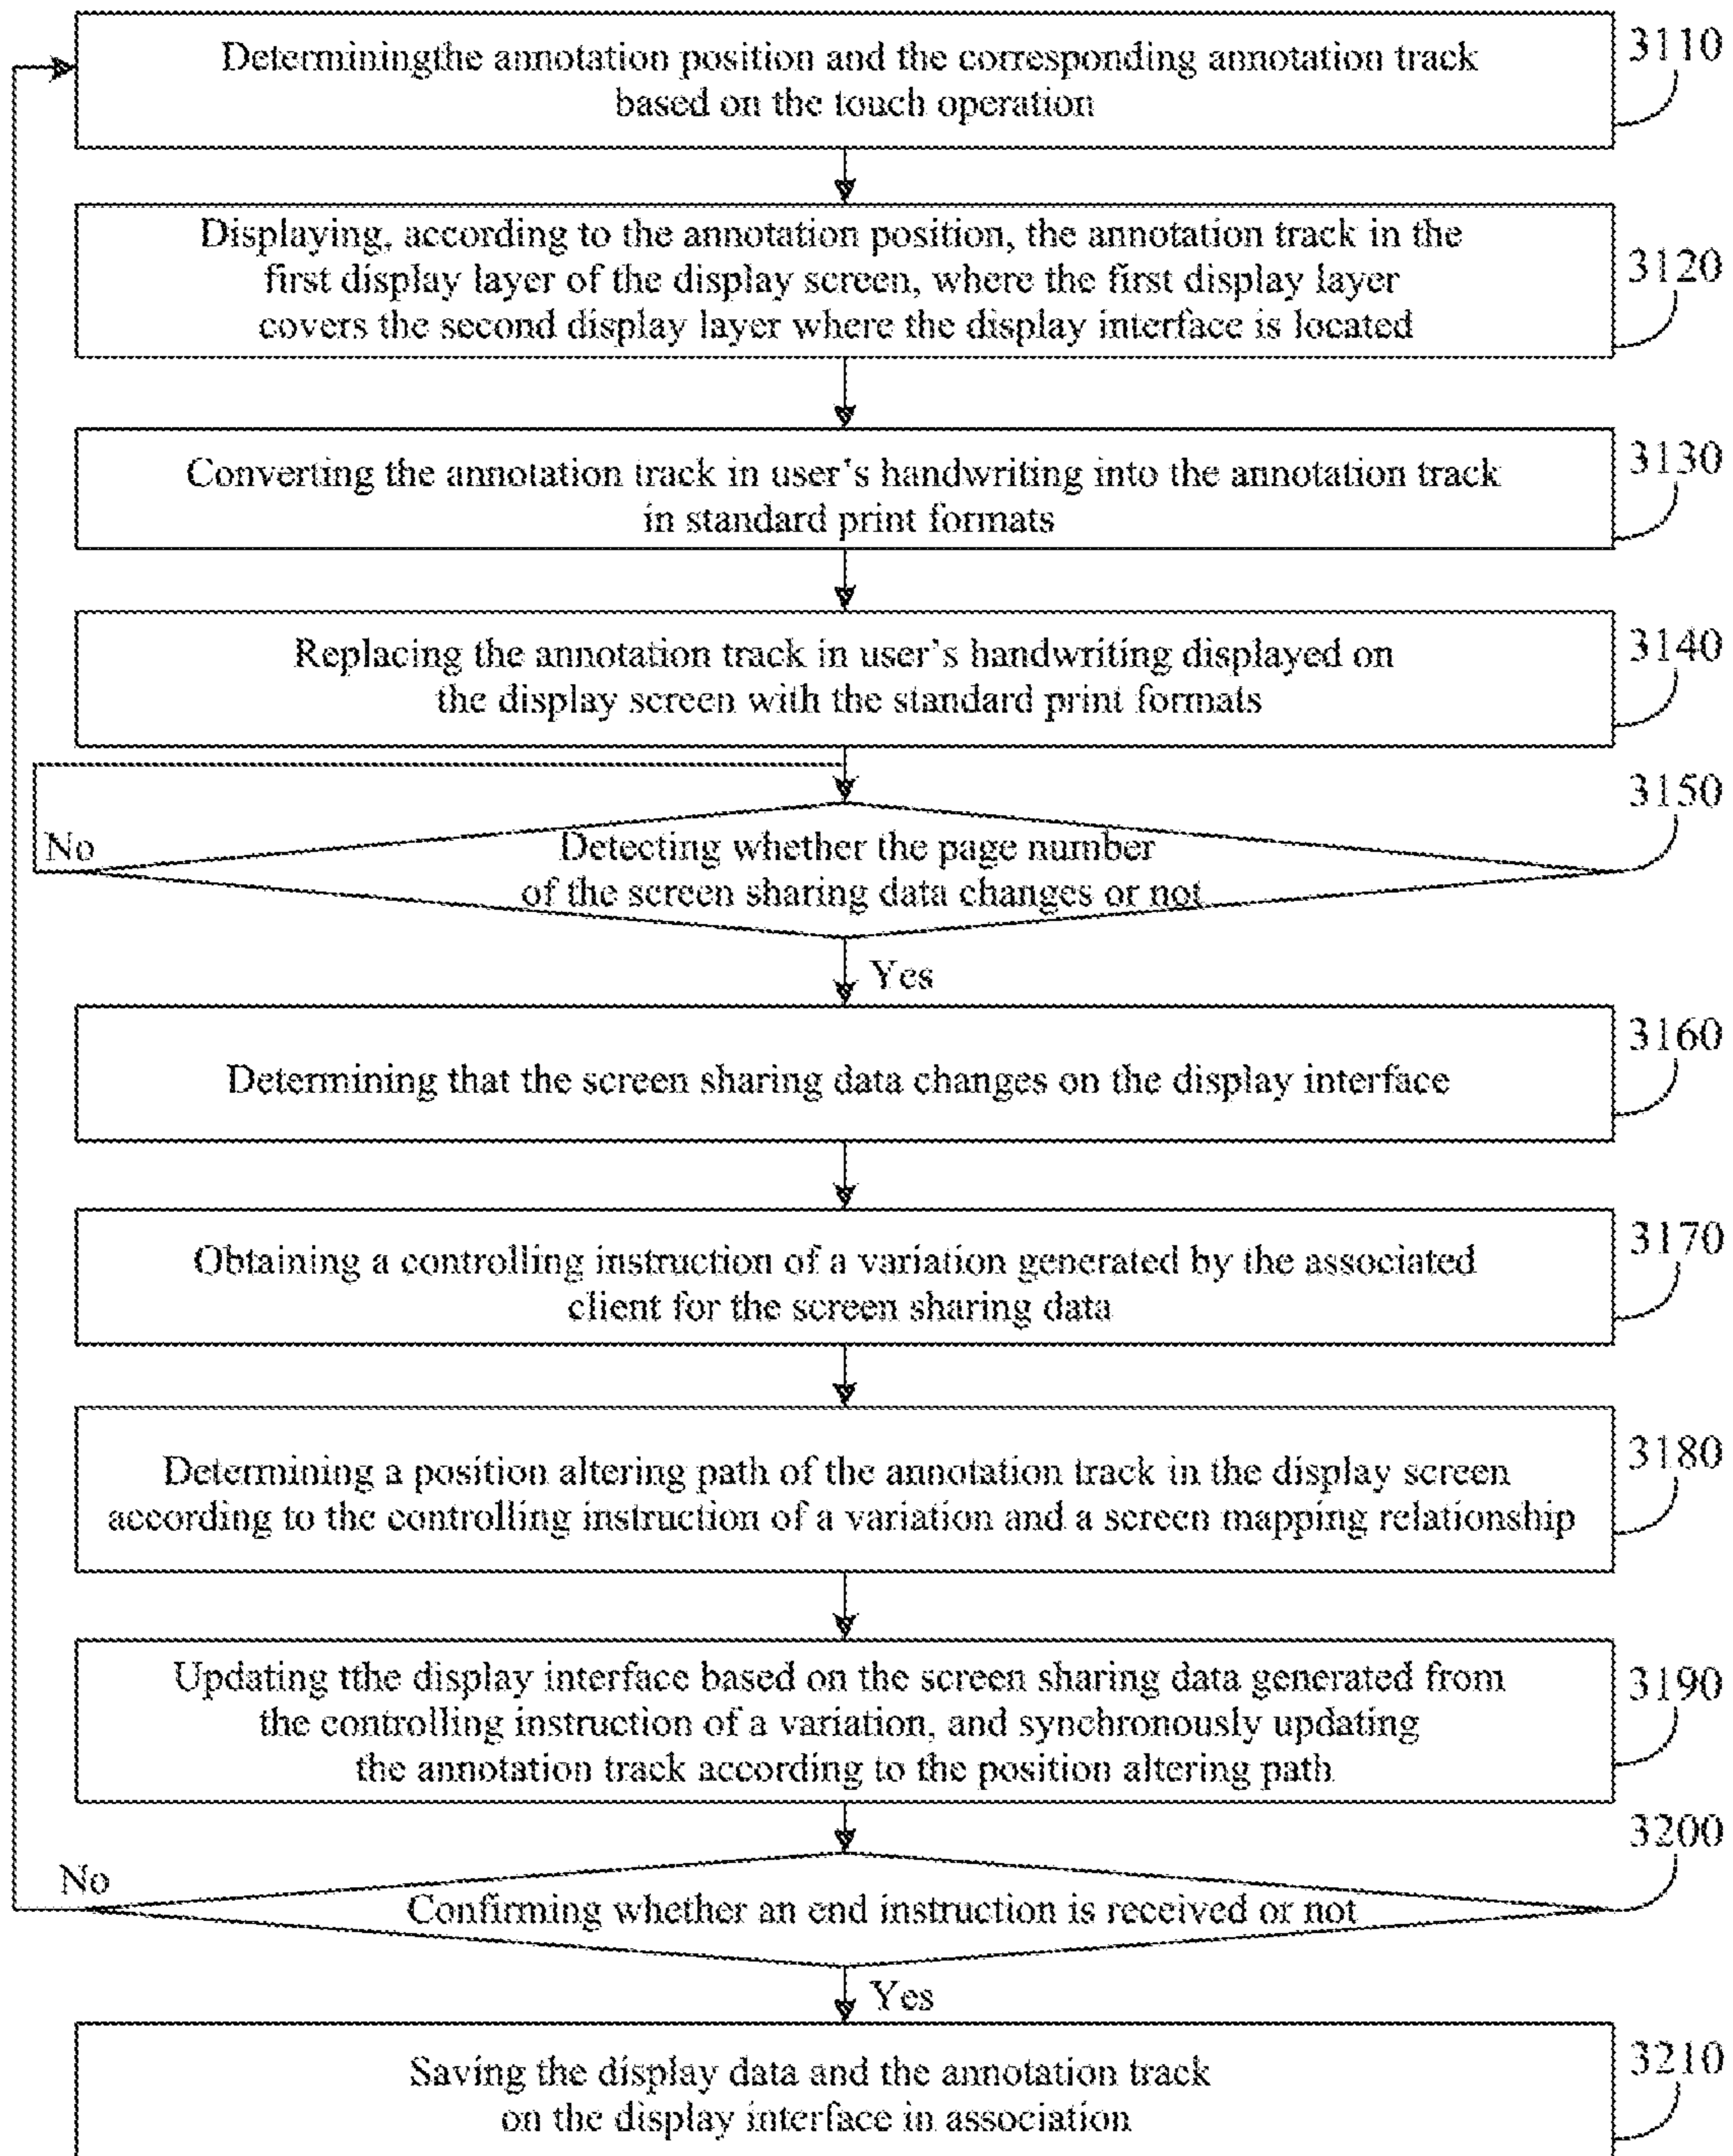 Determiningthe annotation position and the corresponding annotation track
based on the touch operation
3110
Displaying, according to the annotation position, the annotation track in the
first display layer of the display screen, where the first display layer
covers the second display layer where the display interface is located
3120
Converting the annotation track in user's handwriting into the annotation track
in standard print formats
3130
Replacing the annotation track in user's handwriting displayed on
the display screen with the standard print formats
3140
Detecting whether the page number
of the screen sharing data changes or not
3150
No
Yes
Determining that the screen sharing data changes on the display interface
3160
Obtaining a controlling instruction of a variation generated by the associated
client for the screen sharing data
3170
Determining a position altering path of the annotation track in the display screen
according to the controlling instruction of a variation and a screen mapping relationship
3180
Updating tthe display interface based on the screen sharing data generated from
the controlling instruction of a variation, and synchronously updating
the annotation track according to the position altering path
3190
Confirming whether an end instruction is received or not
3200
No
Yes
Saving the display data and the annotation track
on the display interface in association
3210